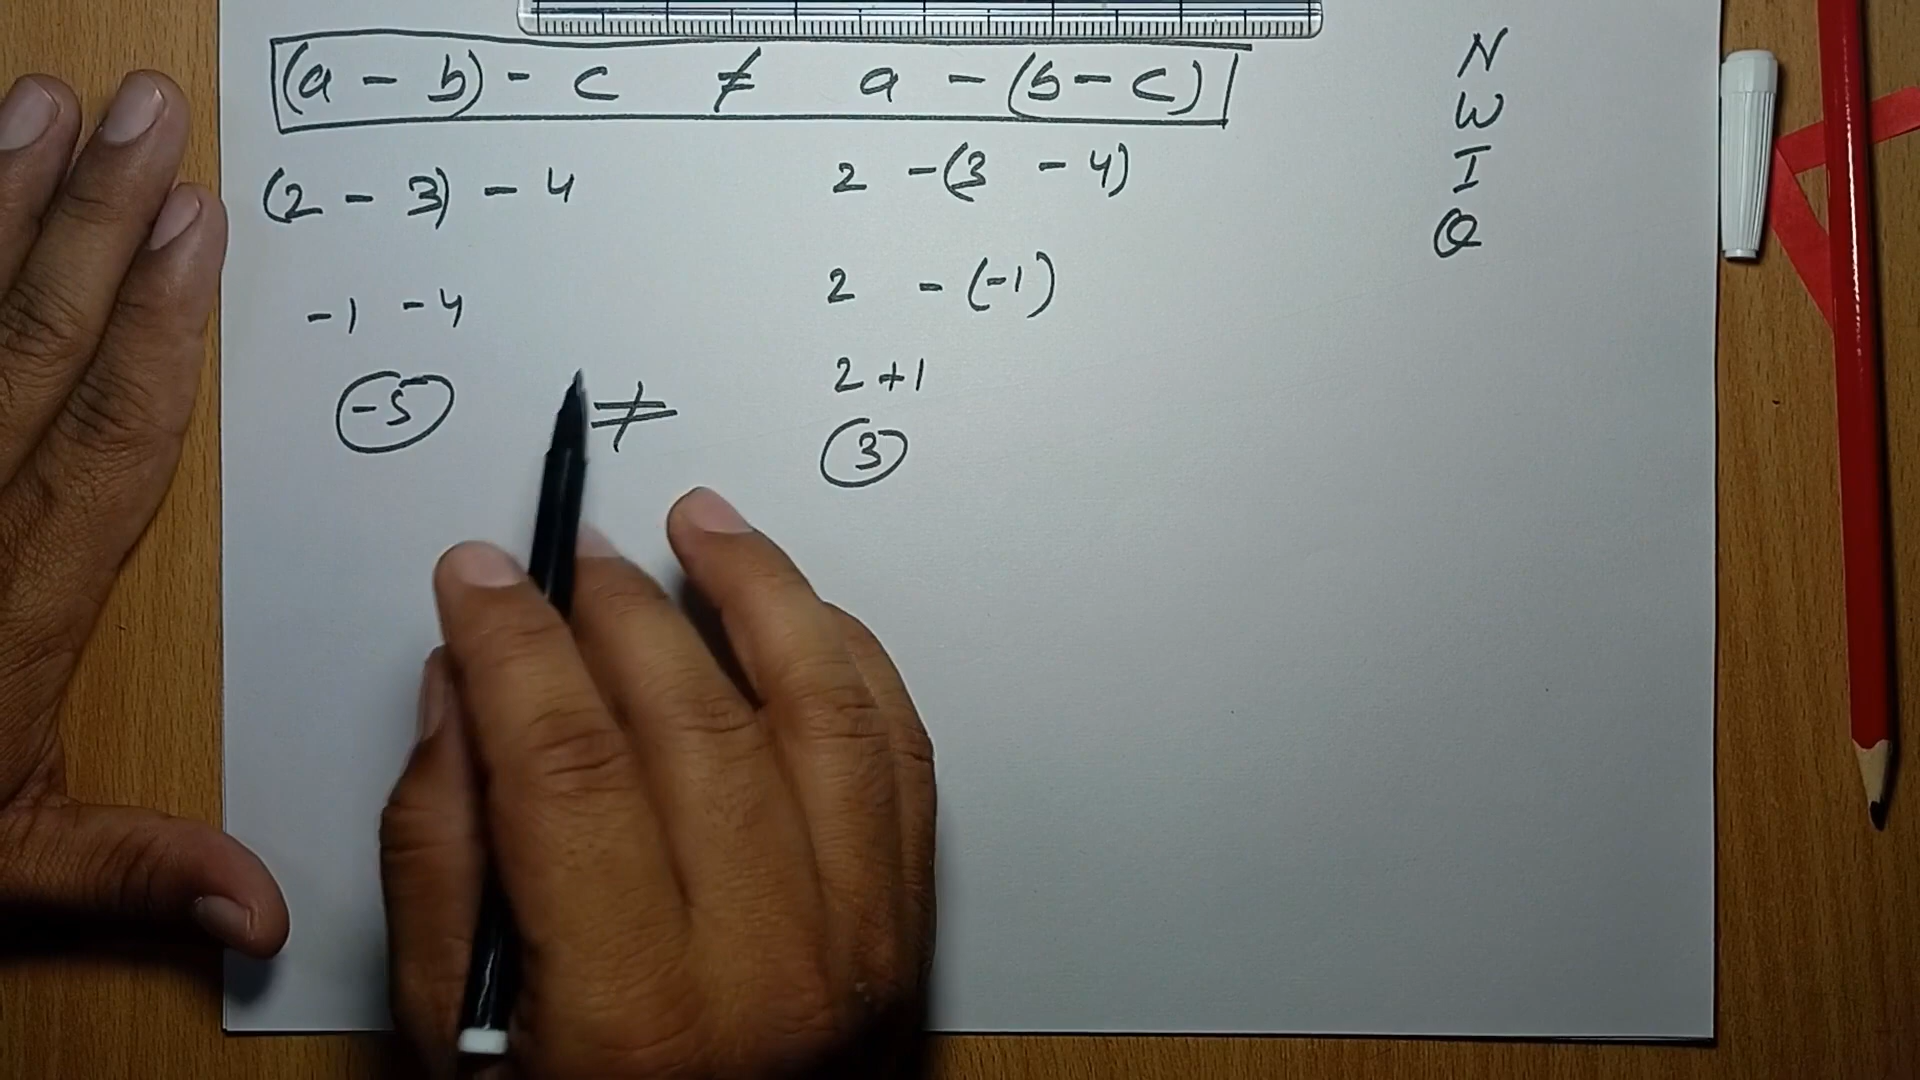 (a - b) - c ≠ a - (b - c)
(2 - 3) - 4
2 - (3 - 4)
-1 -4
2 - (-1)
-5
≠
2 + 1
3
N
W
I
Q